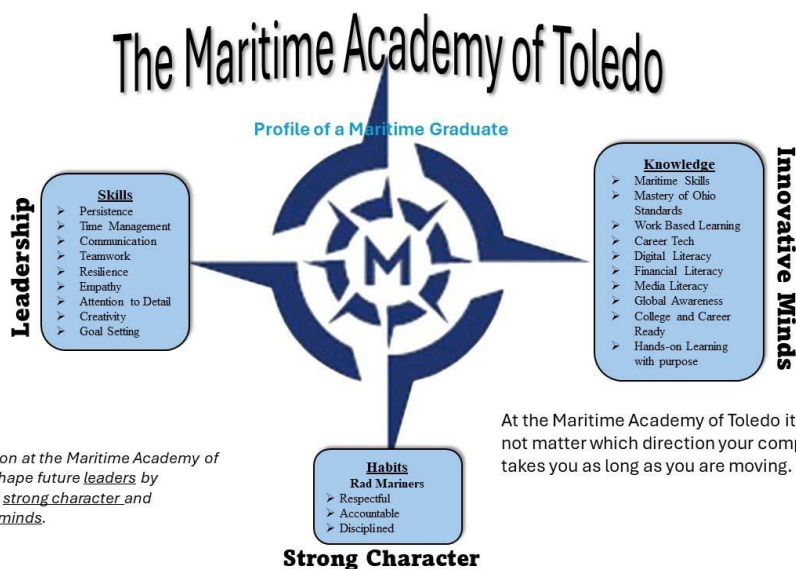 The Maritime Academy of Toledo
Profile of a Maritime Graduate
Leadership
Skills
➢ Persistence
➢ Time Management
➢ Communication
➢ Teamwork
➢ Resilience
➢ Empathy
➢ Attention to Detail
➢ Creativity
➢ Goal Setting
M
Knowledge
➢ Maritime Skills
➢ Mastery of Ohio
Standards
➢ Work Based Learning
➢ Career Tech
➢ Digital Literacy
➢ Financial Literacy
➢ Media Literacy
➢ Global Awareness
➢ College and Career
Ready
➢ Hands-on Learning
with purpose
Innovative Minds
on at the Maritime Academy of
hape future leaders by
strong character and
minds.
At the Maritime Academy of Toledo it
not matter which direction your comp
takes you as long as you are moving.
Habits
Rad Mariners
➢ Respectful
➢ Accountable
➢ Disciplined
Strong Character